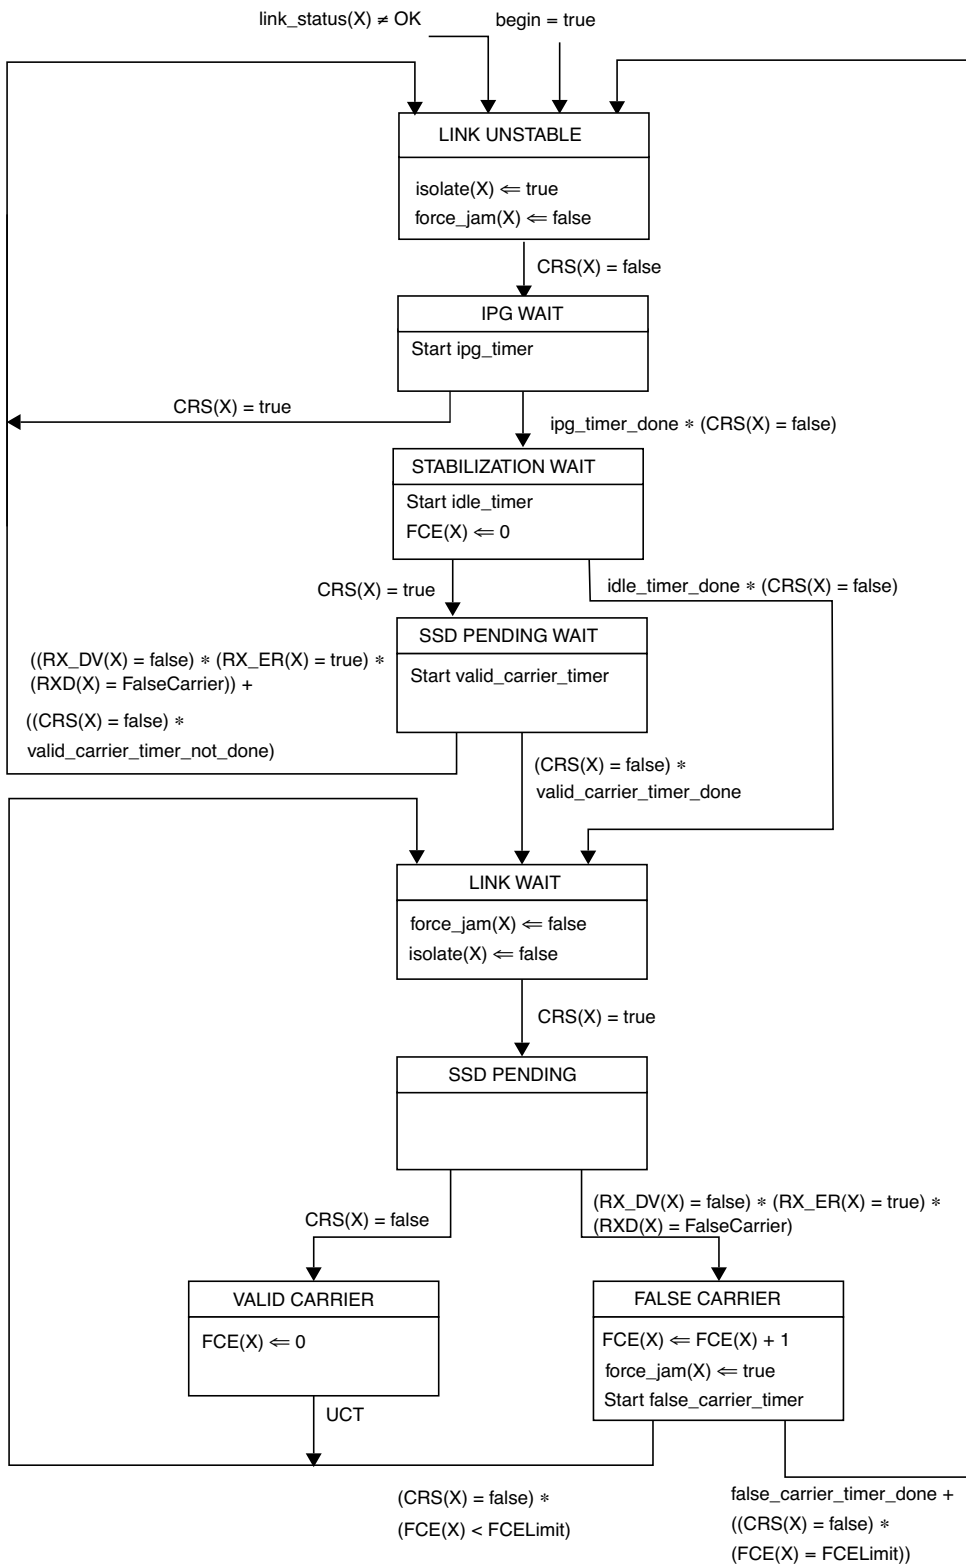 link_status(X) ≠ OK
begin = true
LINK UNSTABLE
isolate(X) ⇐ true
force_jam(X) ⇐ false
CRS(X) = false
IPG WAIT
Start ipg_timer
CRS(X) = true
ipg_timer_done * (CRS(X) = false)
STABILIZATION WAIT
Start idle_timer
FCE(X) ⇐ 0
CRS(X) = true
idle_timer_done * (CRS(X) = false)
SSD PENDING WAIT
Start valid_carrier_timer
((RX_DV(X) = false) * (RX_ER(X) = true) *
(RXD(X) = FalseCarrier)) +
((CRS(X) = false) *
valid_carrier_timer_not_done)
(CRS(X) = false) *
valid_carrier_timer_done
LINK WAIT
force_jam(X) ⇐ false
isolate(X) ⇐ false
CRS(X) = true
SSD PENDING
CRS(X) = false
(RX_DV(X) = false) * (RX_ER(X) = true) *
(RXD(X) = FalseCarrier)
VALID CARRIER
FCE(X) ⇐ 0
UCT
FALSE CARRIER
FCE(X) ⇐ FCE(X) + 1
force_jam(X) ⇐ true
Start false_carrier_timer
(CRS(X) = false) *
(FCE(X) < FCELimit)
false_carrier_timer_done +
((CRS(X) = false) *
(FCE(X) = FCELimit))